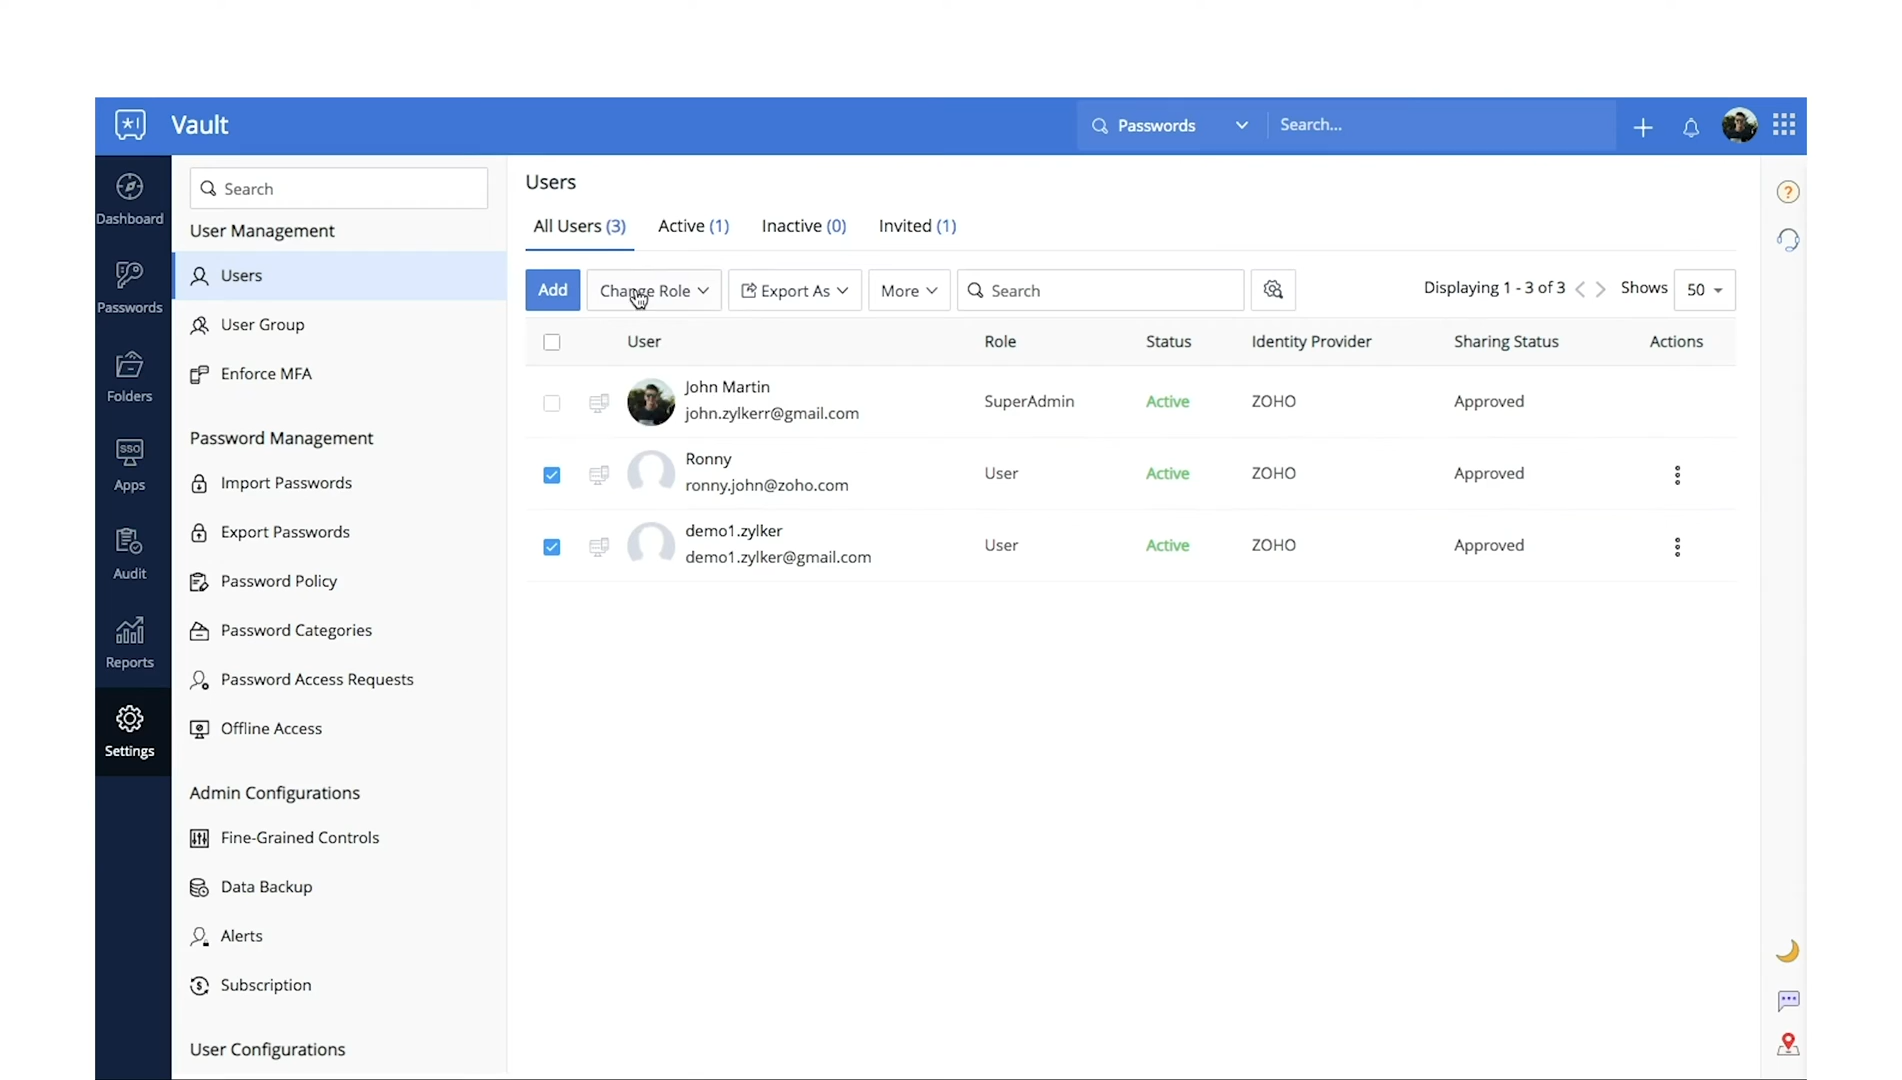 Vault
Passwords
Search...
Dashboard
Passwords
Folders
SSO
Apps
Audit
Reports
Settings
Search
User Management
Users
User Group
Enforce MFA
Password Management
Import Passwords
Export Passwords
Password Policy
Password Categories
Password Access Requests
Offline Access
Admin Configurations
Fine-Grained Controls
Data Backup
Alerts
Subscription
User Configurations
Users
All Users (3) Active (1) Inactive (0) Invited (1)
Add Change Role Export As More Search Displaying 1 - 3 of 3 Shows 50
User Role Status Identity Provider Sharing Status Actions
John Martin
john.zylkerr@gmail.com
SuperAdmin Active ZOHO Approved
Ronny
ronny.john@zoho.com
User Active ZOHO Approved
demo1.zylker
demo1.zylker@gmail.com
User Active ZOHO Approved
?